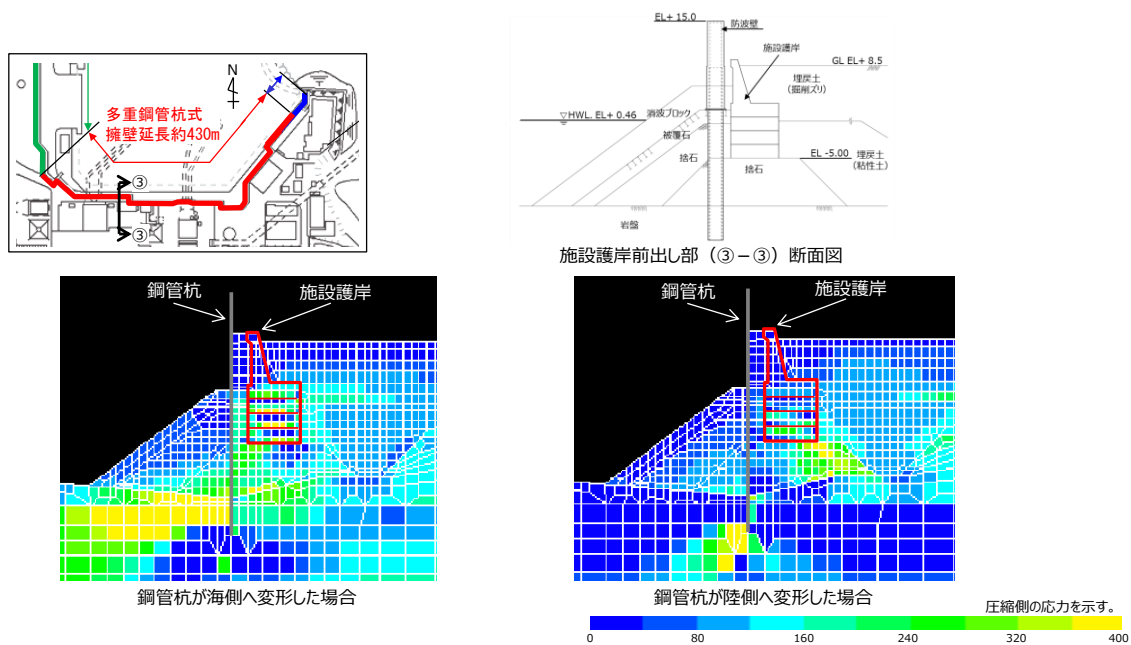 N
多重鋼管杭式
擁壁延長約430m
③
③
EL+ 15.0
防波壁
施設護岸
GL EL+ 8.5
埋戻土
(掘削ズリ)
▽HWL. EL+ 0.46
消波ブロック
被覆石
捨石
EL -5.00
埋戻土
(粘性土)
捨石
岩盤
施設護岸前出し部（③－③）断面図
鋼管杭
施設護岸
鋼管杭
施設護岸
鋼管杭が海側へ変形した場合
鋼管杭が陸側へ変形した場合
圧縮側の応力を示す。
0 80 160 240 320 400